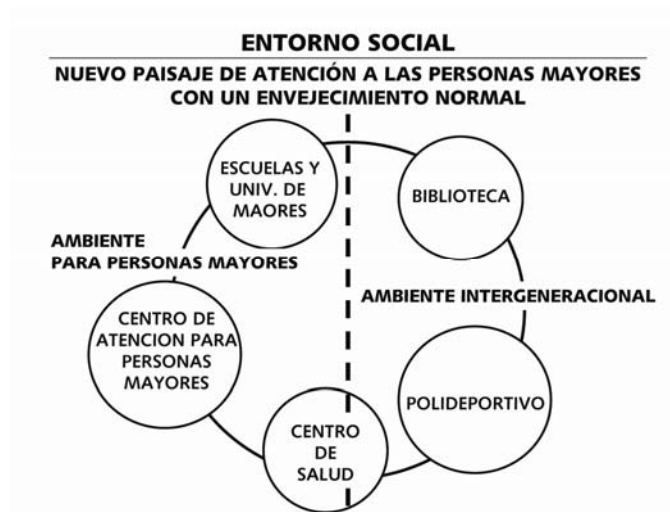 ENTORNO SOCIAL
NUEVO PAISAJE DE ATENCIÓN A LAS PERSONAS MAYORES
CON UN ENVEJECIMIENTO NORMAL
ESCUELAS Y
UNIV. DE
MAORES
BIBLIOTECA
AMBIENTE
PARA PERSONAS MAYORES
AMBIENTE INTERGENERACIONAL
CENTRO DE
ATENCION PARA
PERSONAS
MAYORES
POLIDEPORTIVO
CENTRO
DE
SALUD